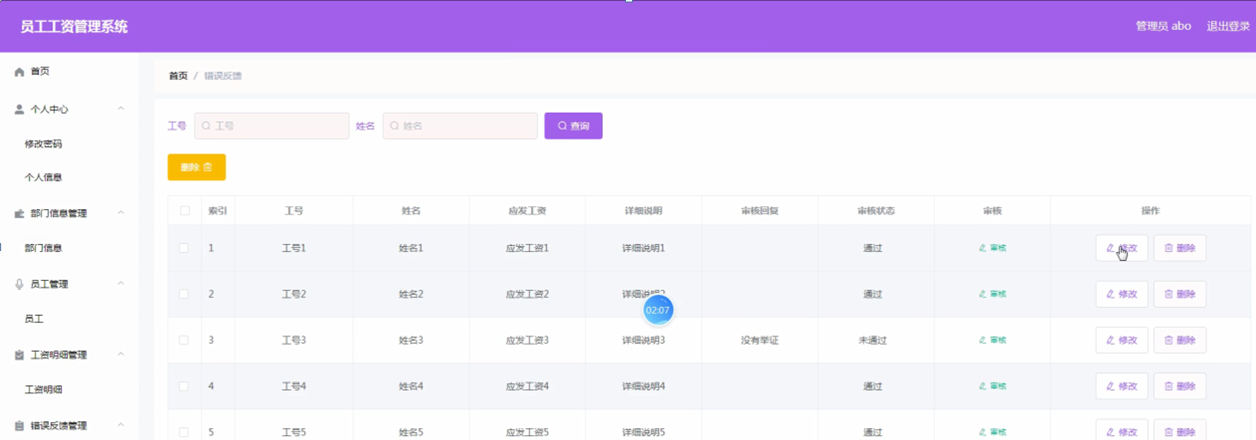 员工工资管理系统
管理员 abo 退出登录
首页
个人中心
修改密码
个人信息
部门信息管理
部门信息
员工管理
员工
工资明细管理
工资明细
错误反馈管理
首页 / 错误反馈
工号 工号 姓名 姓名 查询
删除
索引 工号 姓名 应发工资 详细说明 审核回复 审核状态 审核 操作
1 工号1 姓名1 应发工资1 详细说明1 通过 审核 修改 删除
2 工号2 姓名2 应发工资2 详细说明2 通过 审核 修改 删除
02:07
3 工号3 姓名3 应发工资3 详细说明3 没有举证 未通过 审核 修改 删除
4 工号4 姓名4 应发工资4 详细说明4 通过 审核 修改 删除
5 工号5 姓名5 应发工资5 详细说明5 通过 审核 修改 删除